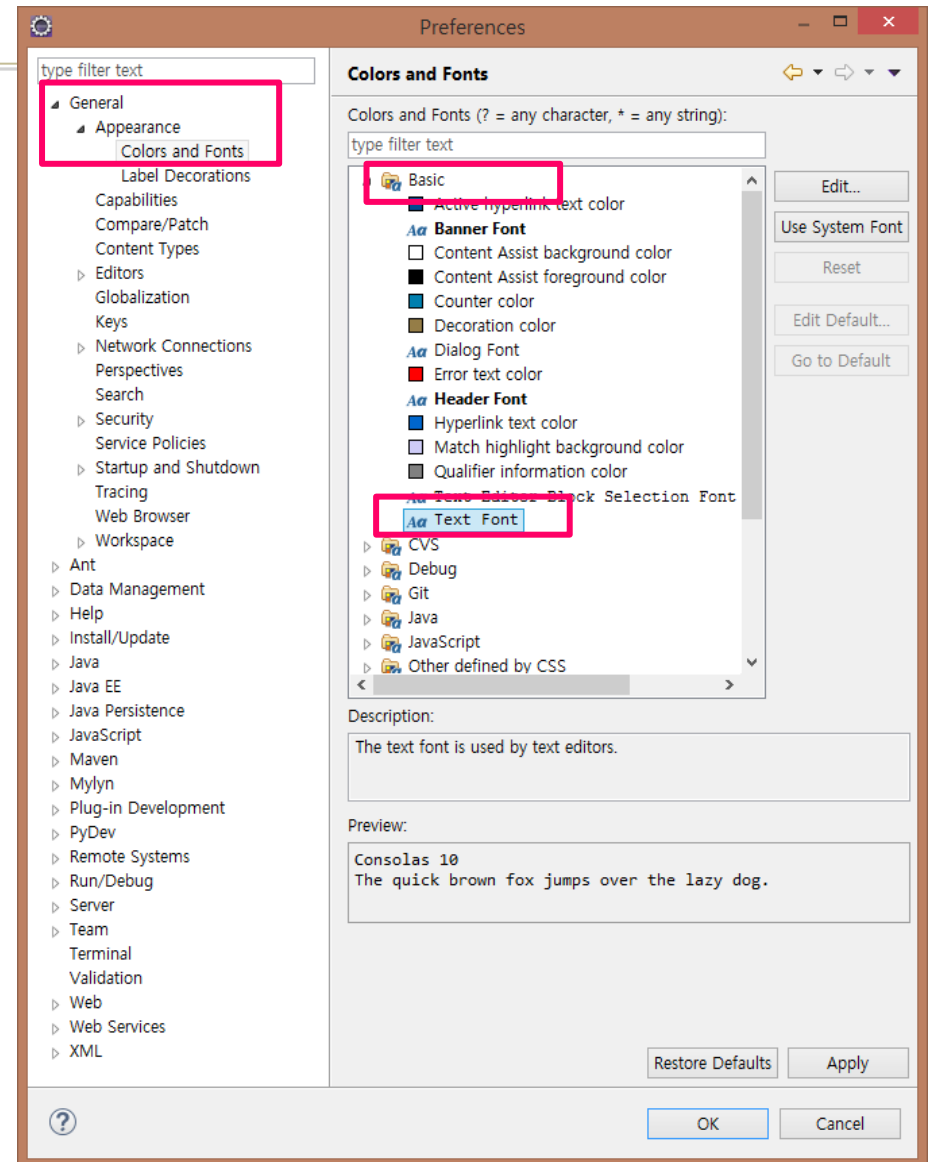 Preferences
type filter text
General
Appearance
Colors and Fonts
Label Decorations
Capabilities
Compare/Patch
Content Types
Editors
Globalization
Keys
Network Connections
Perspectives
Search
Security
Service Policies
Startup and Shutdown
Tracing
Web Browser
Workspace
Ant
Data Management
Help
Install/Update
Java
Java EE
Java Persistence
JavaScript
Maven
Mylyn
Plug-in Development
PyDev
Remote Systems
Run/Debug
Server
Team
Terminal
Validation
Web
Web Services
XML
Colors and Fonts
Colors and Fonts (? = any character, * = any string):
type filter text
Basic
Active hyperlink text color
Aa Banner Font
Content Assist background color
Content Assist foreground color
Counter color
Decoration color
Aa Dialog Font
Error text color
Aa Header Font
Hyperlink text color
Match highlight background color
Qualifier information color
Aa Text Editor Block Selection Font
Aa Text Font
CVS
Debug
Git
Java
JavaScript
Other defined by CSS
Edit...
Use System Font
Reset
Edit Default...
Go to Default
Description:
The text font is used by text editors.
Preview:
Consolas 10
The quick brown fox jumps over the lazy dog.
Restore Defaults
Apply
OK
Cancel